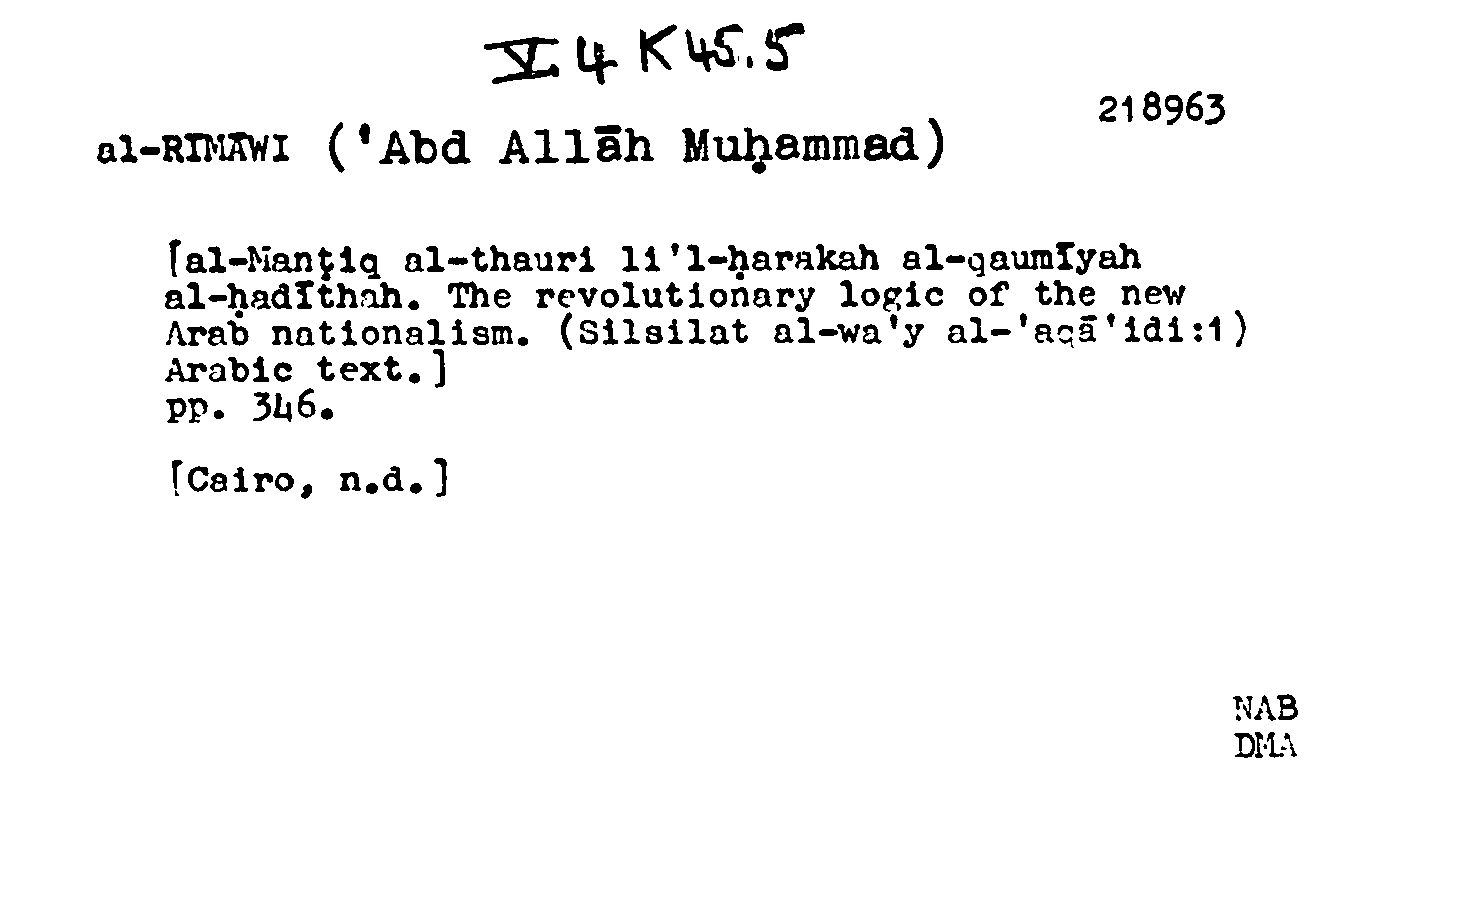 V.4 K45.5
218963
al-RĪMĀWI ('Abd Allāh Muḥammad)
[al-Manṭiq al-thauri li'l-ḥarakah al-qaumīyah
al-ḥadīthah. The revolutionary logic of the new
Arab nationalism. (Silsilat al-wa'y al-'aqā'idi:1)
Arabic text.]
pp. 346.
[Cairo, n.d.]
NAB
DMA